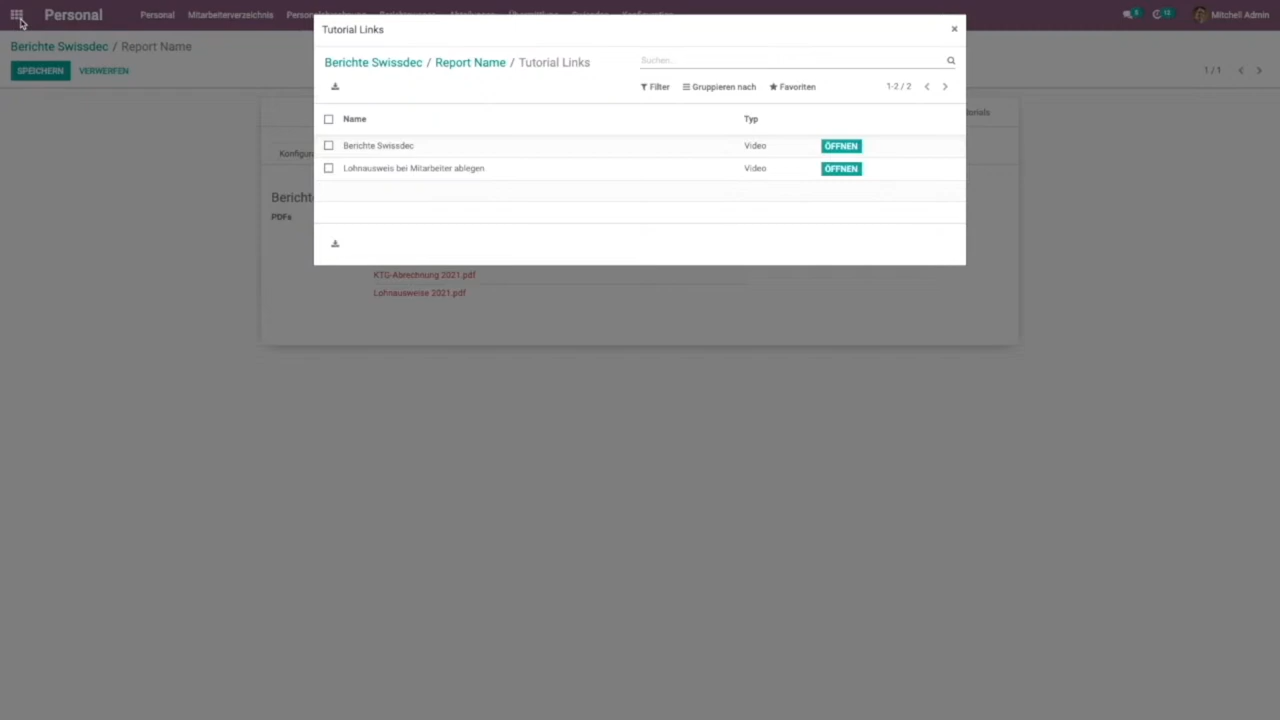 Personal Personal Mitarbeiterverzeichnis Mitchell Admin
Berichte Swissdec / Report Name
SPEICHERN VERWERFEN 1 / 1
Tutorial Links ×
Berichte Swissdec / Report Name / Tutorial Links Suchen...
Filter Gruppieren nach Favoriten 1-2 / 2
Name Typ
Berichte Swissdec Video ÖFFNEN
Lohnausweis bei Mitarbeiter ablegen Video ÖFFNEN
PDFs
KTG-Abrechnung 2021.pdf
Lohnausweise 2021.pdf